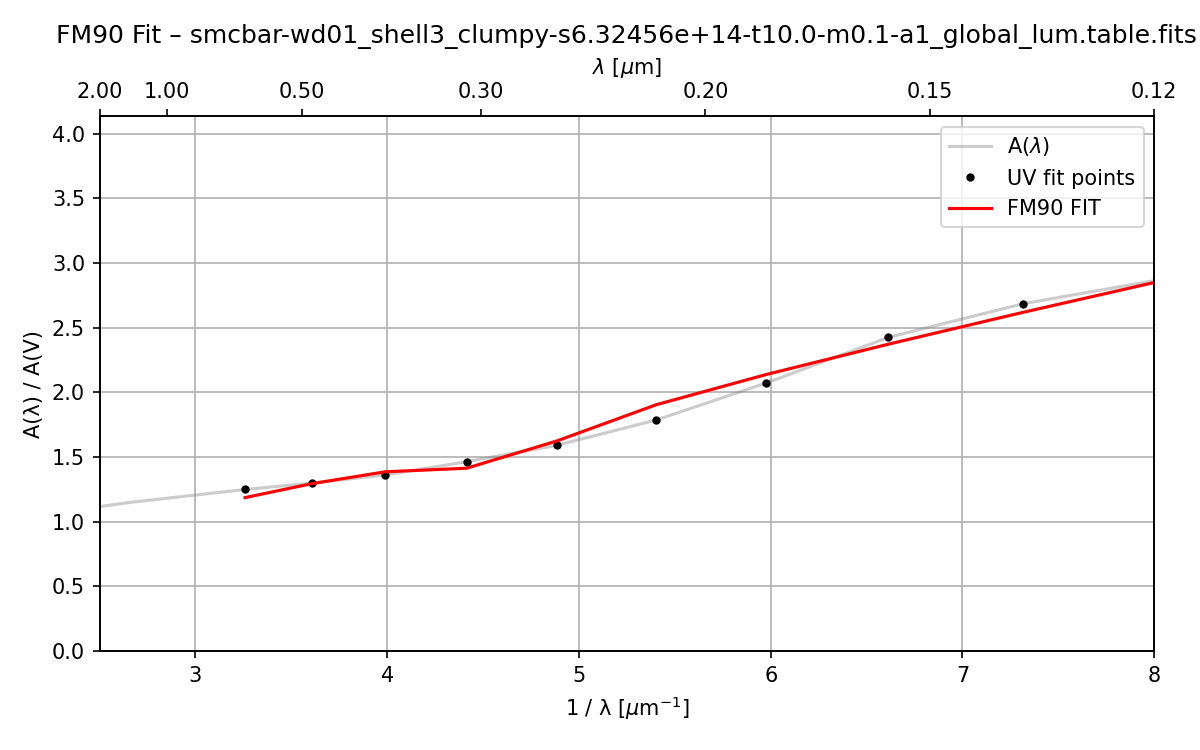 FM90 Fit – smcbar-wd01_shell3_clumpy-s6.32456e+14-t10.0-m0.1-a1_global_lum.table.fits
λ [μm]
2.00 1.00 0.50 0.30 0.20 0.15 0.12
A(λ)
UV fit points
FM90 FIT
A(λ) / A(V)
4.0
3.5
3.0
2.5
2.0
1.5
1.0
0.5
0.0
3 4 5 6 7 8
1 / λ [μm⁻¹]